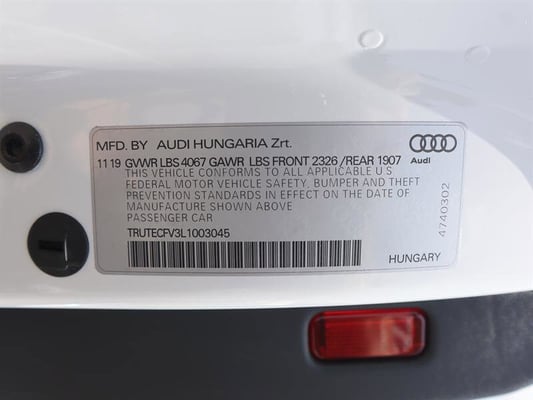 MFD. BY AUDI HUNGARIA Zrt.
Audi
11 19 GVWR LBS 4067 GAWR LBS FRONT 2326 / REAR 1907
THIS VEHICLE CONFORMS TO ALL APPLICABLE U S
FEDERAL MOTOR VEHICLE SAFETY, BUMPER AND THEFT
PREVENTION STANDARDS IN EFFECT ON THE DATE OF
MANUFACTURE SHOWN ABOVE
PASSENGER CAR
TRUTECFV3L1003045
HUNGARY
4740302